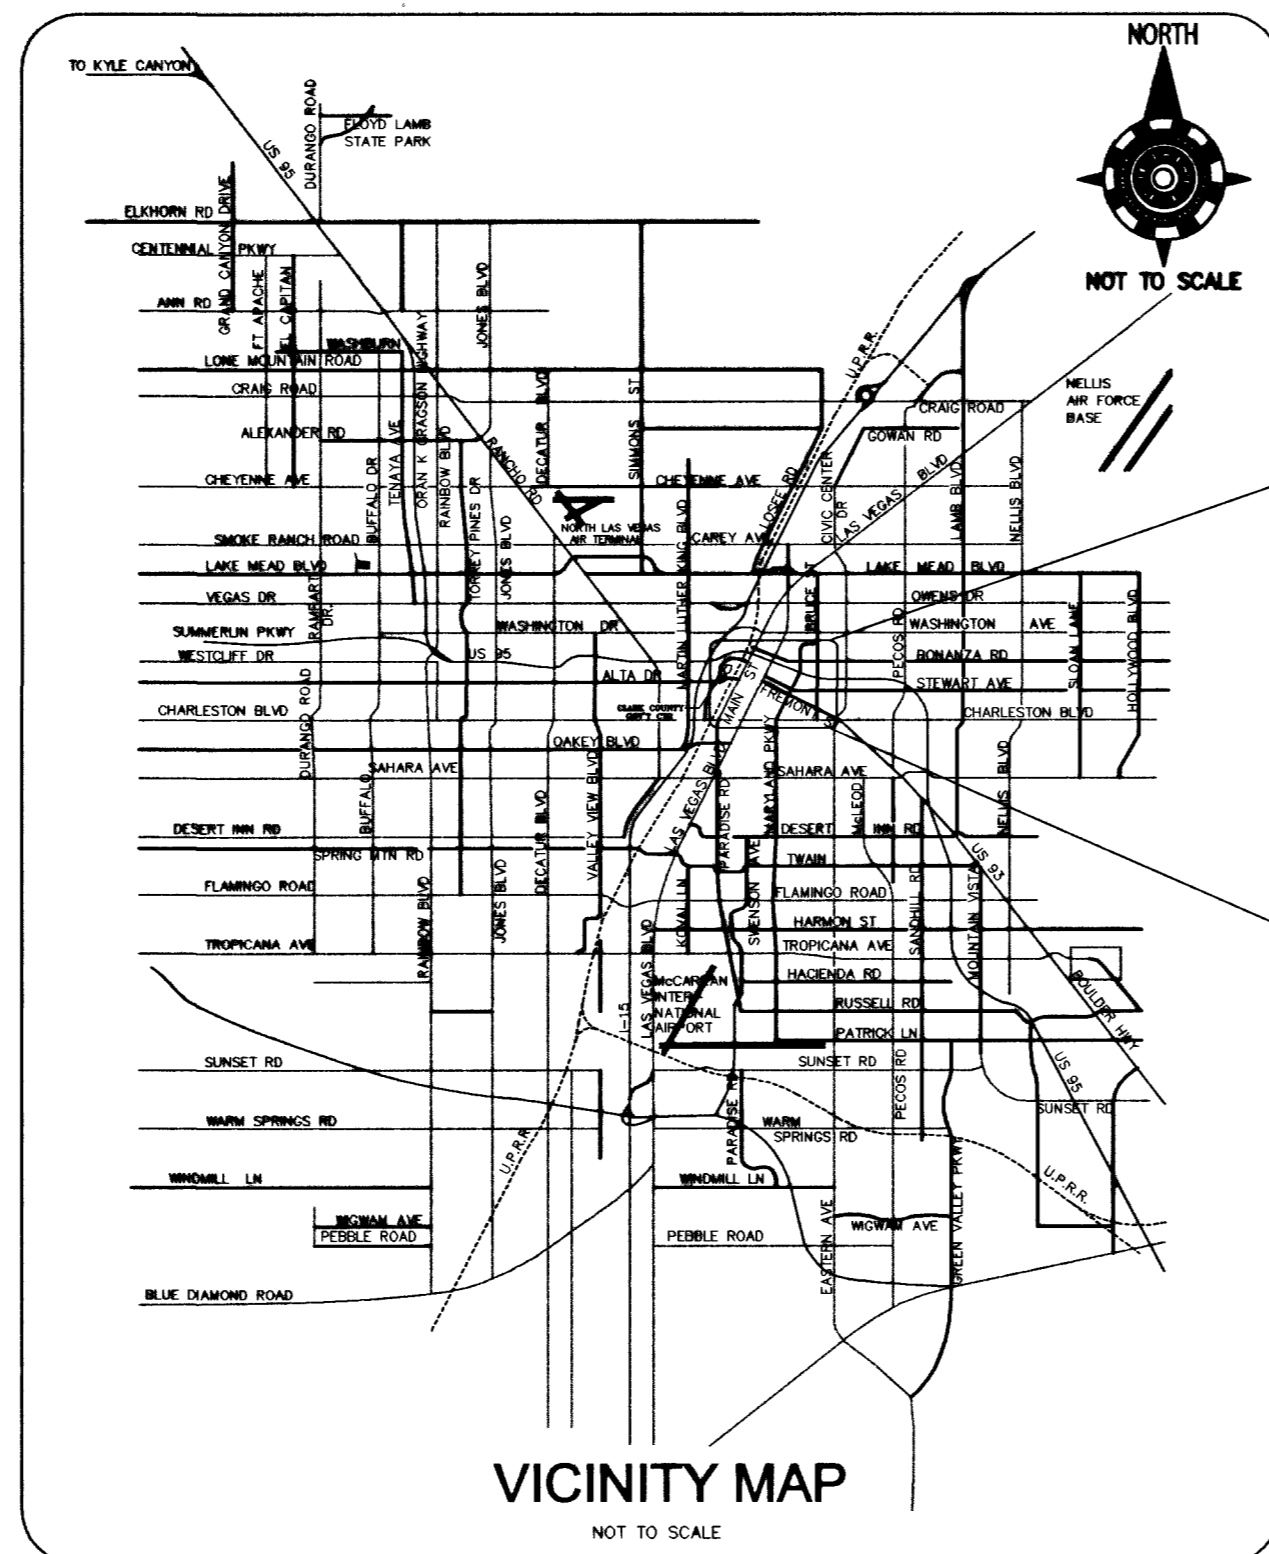 NORTH
NOT TO SCALE
TO KYLE CANYON
US 95
DURANGO ROAD
FLOYD LAMB
STATE PARK
ELKHORN RD
GRAND CANYON DRIVE
CENTENNIAL PKWY
FT APACHE
EL CAPITAN
JONES BLVD
ANN RD
WASHBURN
LONE MOUNTAIN ROAD
CRAIG ROAD
ORAN K GRAGSON HIGHWAY
U.P.R.R.
NELLIS
AIR FORCE
BASE
CRAIG ROAD
ALEXANDER RD
GOWAN RD
BUFFALO DR
TENAYA AVE
RAINBOW BLVD
RANCHO RD
DECATUR BLVD
SIMMONS ST
CHEYENNE AVE
CHEYENNE AVE
TORREY PINES DR
JONES BLVD
LOSEE RD
CIVIC CENTER
DR
LAS VEGAS BLVD
LAMB BLVD
NELLIS BLVD
NORTH LAS VEGAS
AIR TERMINAL
MARTIN LUTHER KING BLVD
CAREY AVE
SMOKE RANCH ROAD
LAKE MEAD BLVD
LAKE MEAD BLVD
VEGAS DR
RAMPART
DR.
BRUCE ST
OWENS DR
SUMMERLIN PKWY
WASHINGTON DR
WASHINGTON AVE
PECOS RD
SLOAN LANE
HOLLYWOOD BLVD
WESTCLIFF DR
US 95
BONANZA RD
ALTA DR
STEWART AVE
MAIN ST
FREMONT ST
CLARK COUNTY
GOV'T CTR.
CHARLESTON BLVD
CHARLESTON BLVD
DURANGO ROAD
OAKEY BLVD
SAHARA AVE
SAHARA AVE
BUFFALO
DECATUR BLVD
VALLEY VIEW BLVD
LAS VEGAS BLVD
PARADISE RD
MARYLAND PKWY
McLEOD
NELLIS BLVD
DESERT INN RD
DESERT INN RD
SPRING MTN RD
TWAIN
US 93
FLAMINGO ROAD
FLAMINGO ROAD
RAINBOW BLVD
JONES BLVD
KOVAL LN
SWENSON AVE
SANDHILL RD
MOUNTAIN VISTA
HARMON ST
TROPICANA AVE
TROPICANA AVE
McCARRAN
INTER-
NATIONAL
AIRPORT
HACIENDA RD
RUSSELL RD
PATRICK LN
BOULDER HWY
I-15
LAS VEGAS BLVD
SUNSET RD
SUNSET RD
PECOS RD
US 95
SUNSET RD
WARM SPRINGS RD
WARM
SPRINGS RD
PARADISE RD
U.P.R.R.
U.P.R.R.
WINDMILL LN
WINDMILL LN
WIGWAM AVE
WIGWAM AVE
PEBBLE ROAD
PEBBLE ROAD
EASTERN AVE
GREEN VALLEY PKWY
BLUE DIAMOND ROAD
VICINITY MAP
NOT TO SCALE